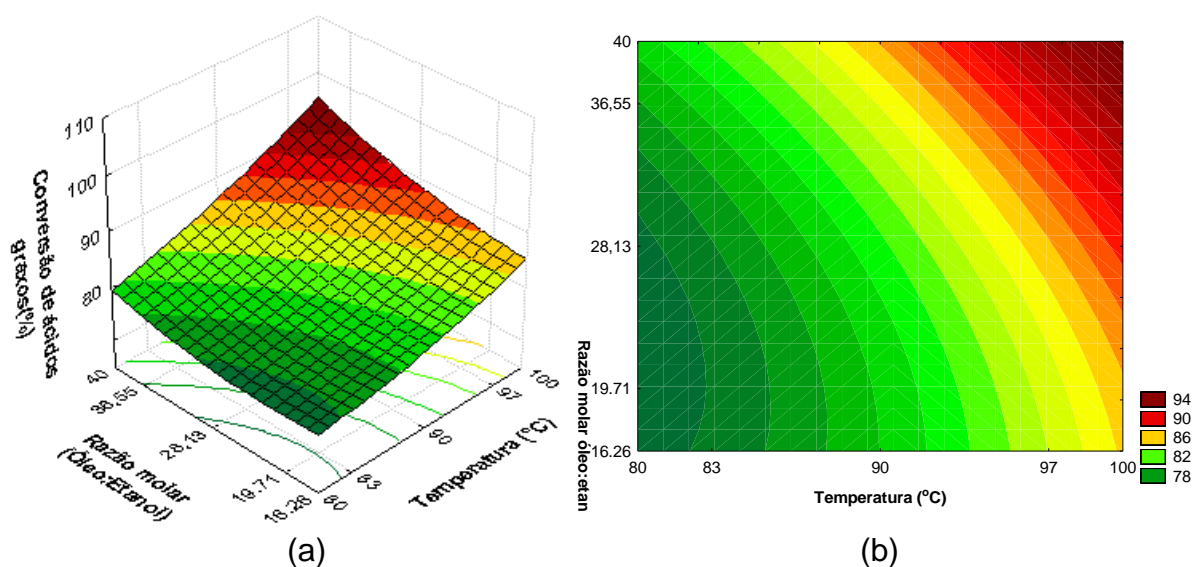 110
100
90
80
Conversão de ácidos
graxos(%)
40
36,55
28,13
19.71
16.26
Razão molar
(Óleo:Etanol)
80
83
90
97
100
Temperatura (°C)
(a)
40
36,55
28,13
19.71
16.26
Razão molar óleo:etan
80 83 90 97 100
Temperatura (°C)
94
90
86
82
78
(b)